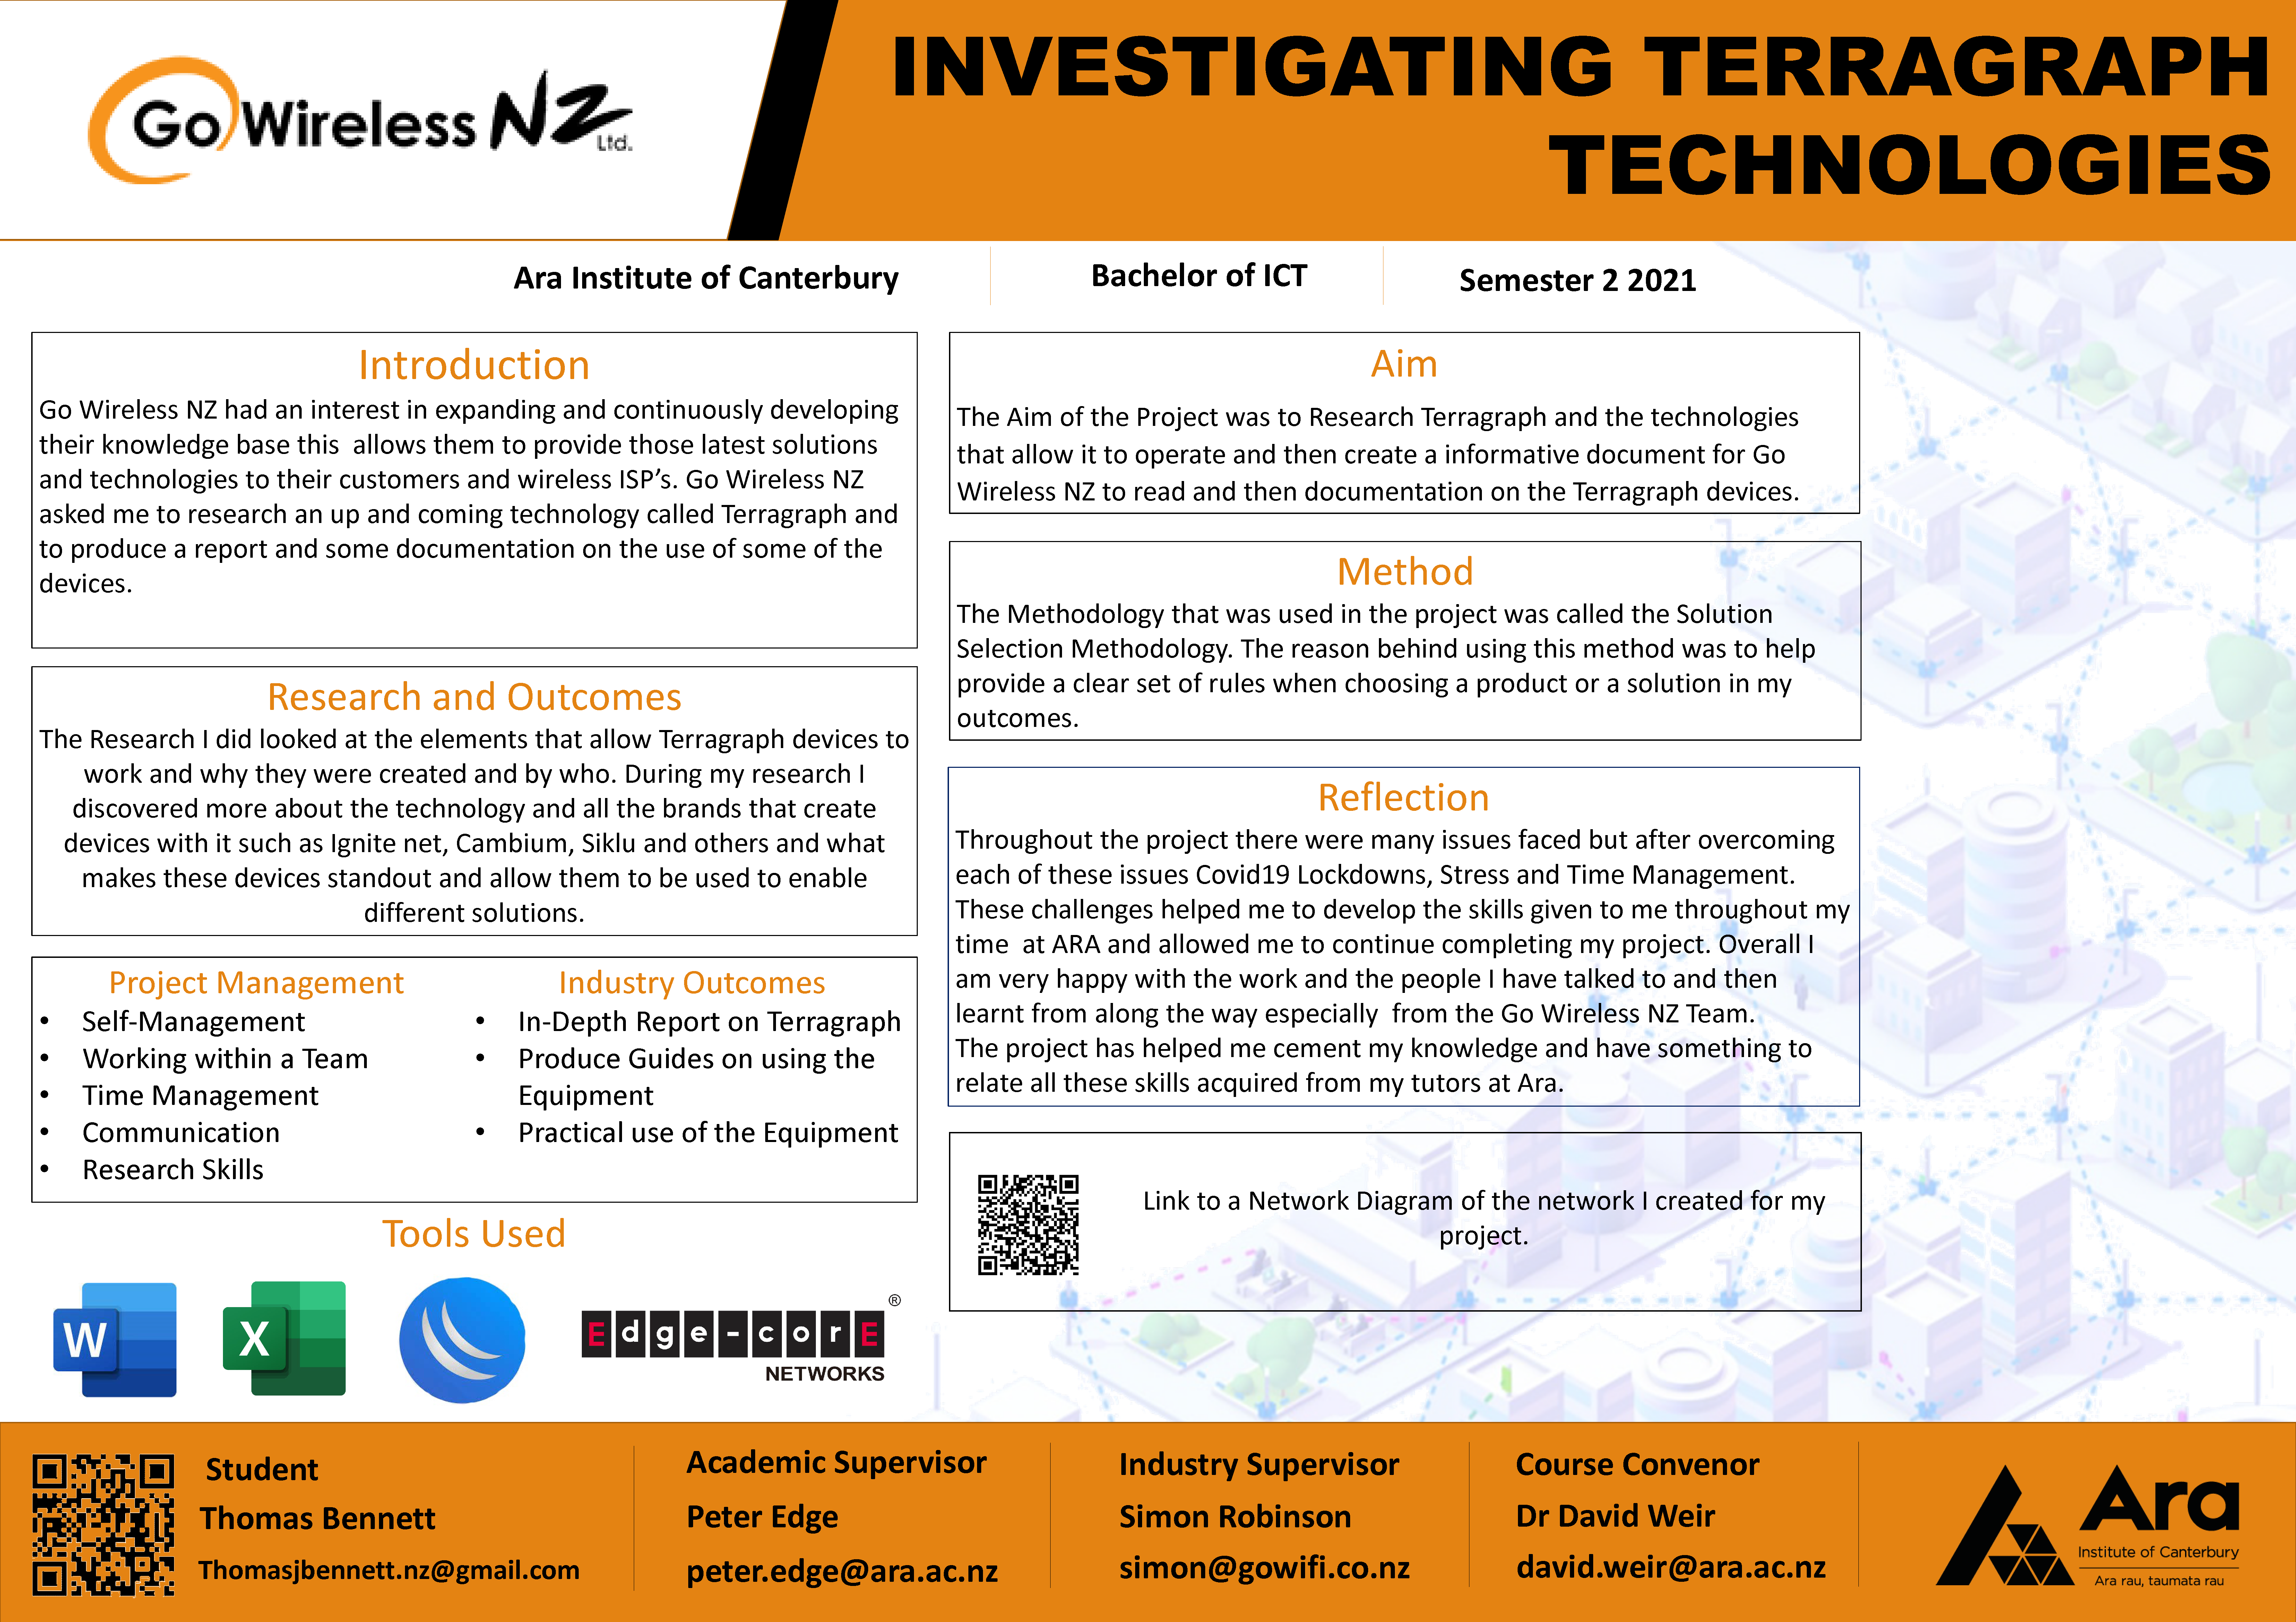 Go Wireless NZ Ltd.
INVESTIGATING TERRAGRAPH
TECHNOLOGIES
Ara Institute of Canterbury
Bachelor of ICT
Semester 2 2021
Introduction
Go Wireless NZ had an interest in expanding and continuously developing
their knowledge base this  allows them to provide those latest solutions
and technologies to their customers and wireless ISP’s. Go Wireless NZ
asked me to research an up and coming technology called Terragraph and
to produce a report and some documentation on the use of some of the
devices.
Research and Outcomes
The Research I did looked at the elements that allow Terragraph devices to
work and why they were created and by who. During my research I
discovered more about the technology and all the brands that create
devices with it such as Ignite net, Cambium, Siklu and others and what
makes these devices standout and allow them to be used to enable
different solutions.
Project Management
• Self-Management
• Working within a Team
• Time Management
• Communication
• Research Skills
Industry Outcomes
• In-Depth Report on Terragraph
• Produce Guides on using the
Equipment
• Practical use of the Equipment
Tools Used
W
X
Edge-corE ®
NETWORKS
Aim
The Aim of the Project was to Research Terragraph and the technologies
that allow it to operate and then create a informative document for Go
Wireless NZ to read and then documentation on the Terragraph devices.
Method
The Methodology that was used in the project was called the Solution
Selection Methodology. The reason behind using this method was to help
provide a clear set of rules when choosing a product or a solution in my
outcomes.
Reflection
Throughout the project there were many issues faced but after overcoming
each of these issues Covid19 Lockdowns, Stress and Time Management.
These challenges helped me to develop the skills given to me throughout my
time  at ARA and allowed me to continue completing my project. Overall I
am very happy with the work and the people I have talked to and then
learnt from along the way especially  from the Go Wireless NZ Team.
The project has helped me cement my knowledge and have something to
relate all these skills acquired from my tutors at Ara.
Link to a Network Diagram of the network I created for my
project.
Student
Thomas Bennett
Thomasjbennett.nz@gmail.com
Academic Supervisor
Peter Edge
peter.edge@ara.ac.nz
Industry Supervisor
Simon Robinson
simon@gowifi.co.nz
Course Convenor
Dr David Weir
david.weir@ara.ac.nz
Ara
Institute of Canterbury
Ara rau, taumata rau